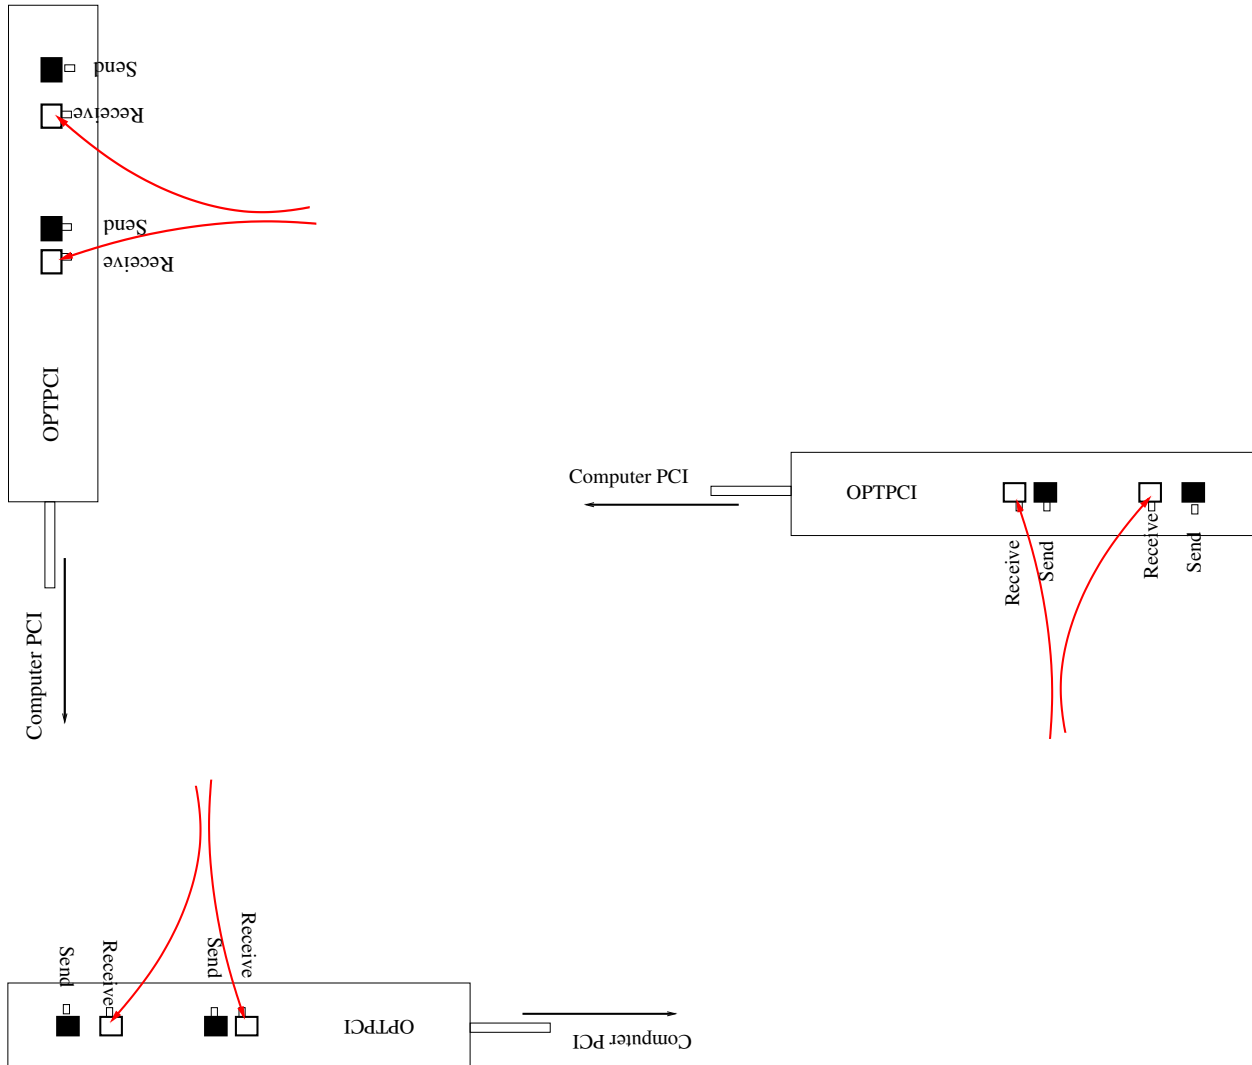 Send
Receive
Send
Receive
OPTPCI
Computer PCI
Computer PCI
OPTPCI
Receive
Send
Receive
Send
Send
Receive
Send
Receive
OPTPCI
Computer PCI